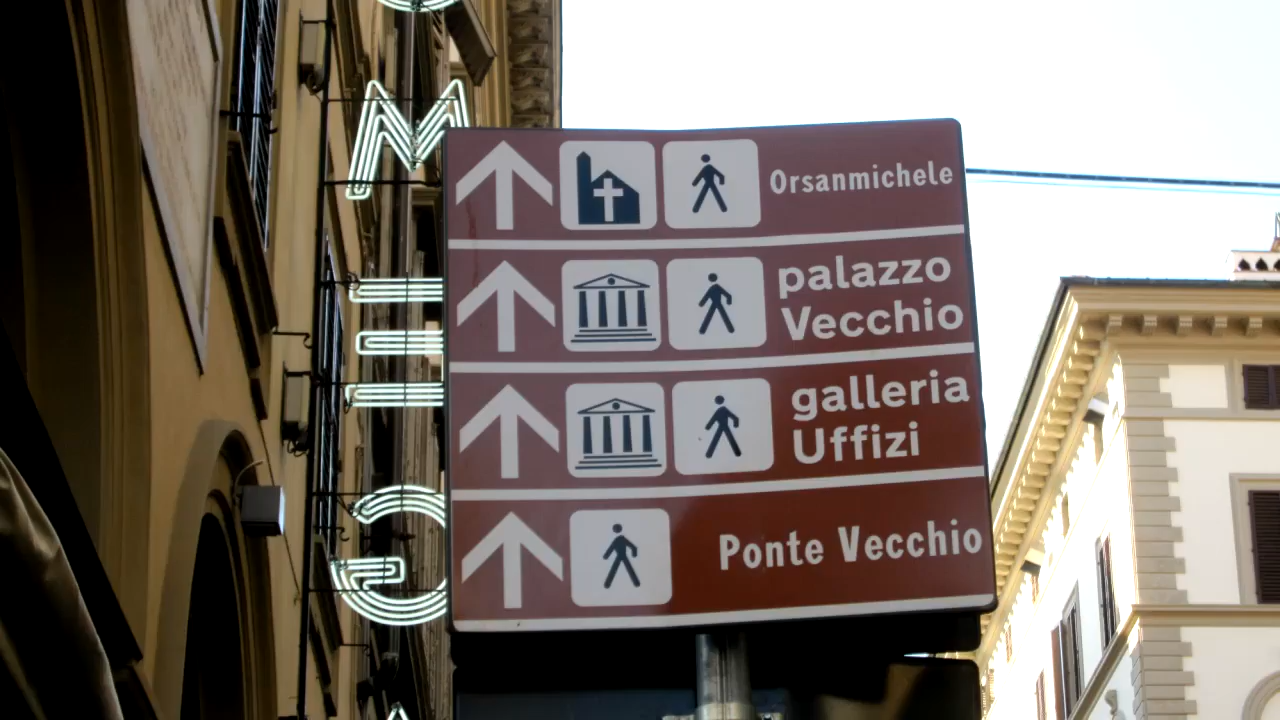 Orsanmichele
palazzo
Vecchio
galleria
Uffizi
Ponte Vecchio